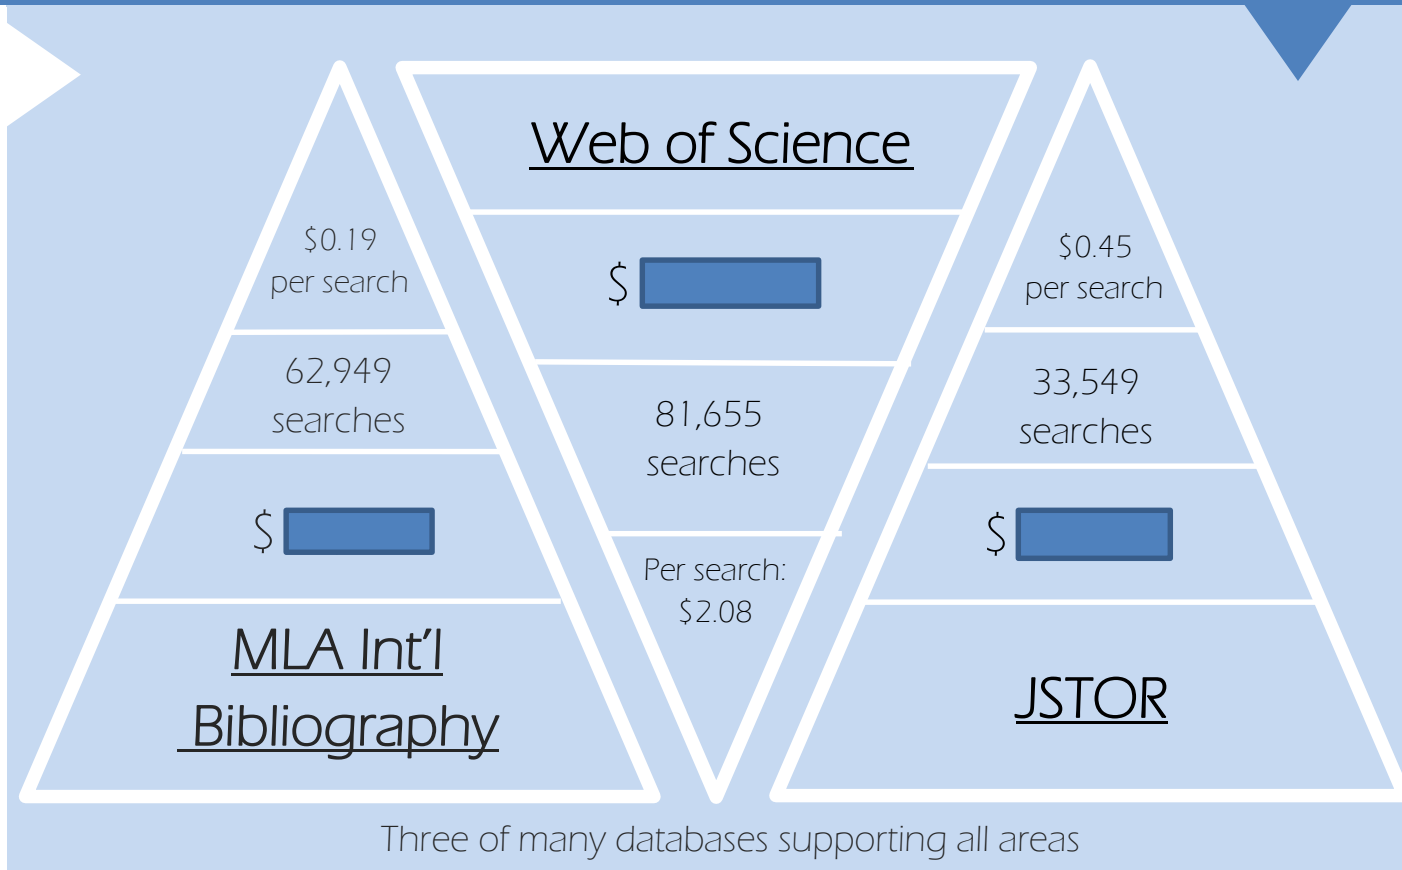 $0.19
per search
62,949
searches
$
MLA Int'l
Bibliography
Web of Science
$
81,655
searches
Per search:
$2.08
$0.45
per search
33,549
searches
$
JSTOR
Three of many databases supporting all areas